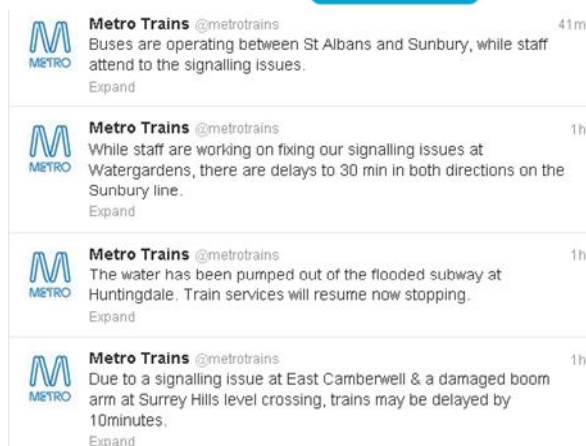 Metro Trains @metrotrains 41m
Buses are operating between St Albans and Sunbury, while staff
attend to the signalling issues.
Expand
METRO
Metro Trains @metrotrains 1h
While staff are working on fixing our signalling issues at
Watergardens, there are delays to 30 min in both directions on the
Sunbury line.
Expand
METRO
Metro Trains @metrotrains 1h
The water has been pumped out of the flooded subway at
Huntingdale. Train services will resume now stopping.
Expand
METRO
Metro Trains @metrotrains 1h
Due to a signalling issue at East Camberwell & a damaged boom
arm at Surrey Hills level crossing, trains may be delayed by
10minutes.
Expand
METRO